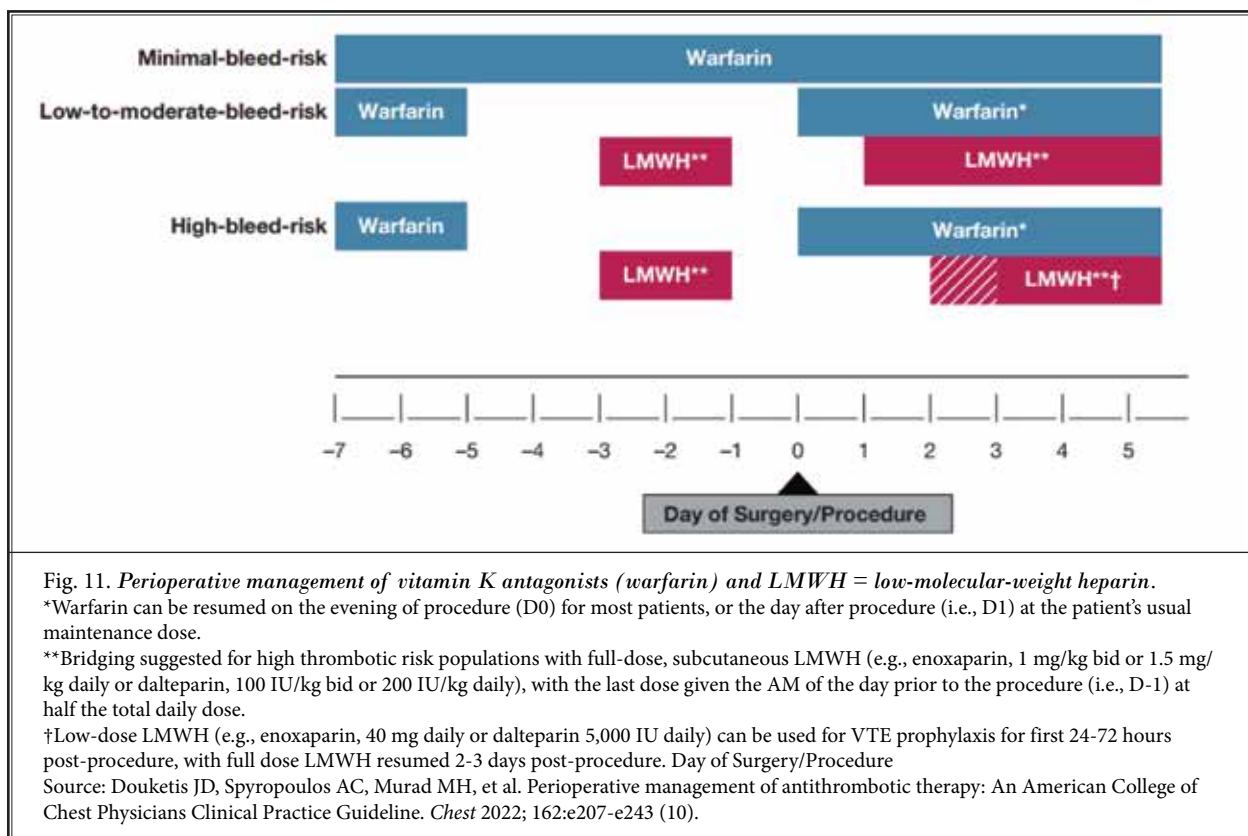 Minimal-bleed-risk Warfarin
Low-to-moderate-bleed-risk Warfarin Warfarin*
LMWH** LMWH**
High-bleed-risk Warfarin Warfarin*
LMWH** LMWH**†
–7 –6 –5 –4 –3 –2 –1 0 1 2 3 4 5
Day of Surgery/Procedure
Fig. 11. Perioperative management of vitamin K antagonists (warfarin) and LMWH = low-molecular-weight heparin.
*Warfarin can be resumed on the evening of procedure (D0) for most patients, or the day after procedure (i.e., D1) at the patient's usual
maintenance dose.
**Bridging suggested for high thrombotic risk populations with full-dose, subcutaneous LMWH (e.g., enoxaparin, 1 mg/kg bid or 1.5 mg/
kg daily or dalteparin, 100 IU/kg bid or 200 IU/kg daily), with the last dose given the AM of the day prior to the procedure (i.e., D-1) at
half the total daily dose.
†Low-dose LMWH (e.g., enoxaparin, 40 mg daily or dalteparin 5,000 IU daily) can be used for VTE prophylaxis for first 24-72 hours
post-procedure, with full dose LMWH resumed 2-3 days post-procedure. Day of Surgery/Procedure
Source: Douketis JD, Spyropoulos AC, Murad MH, et al. Perioperative management of antithrombotic therapy: An American College of
Chest Physicians Clinical Practice Guideline. Chest 2022; 162:e207-e243 (10).